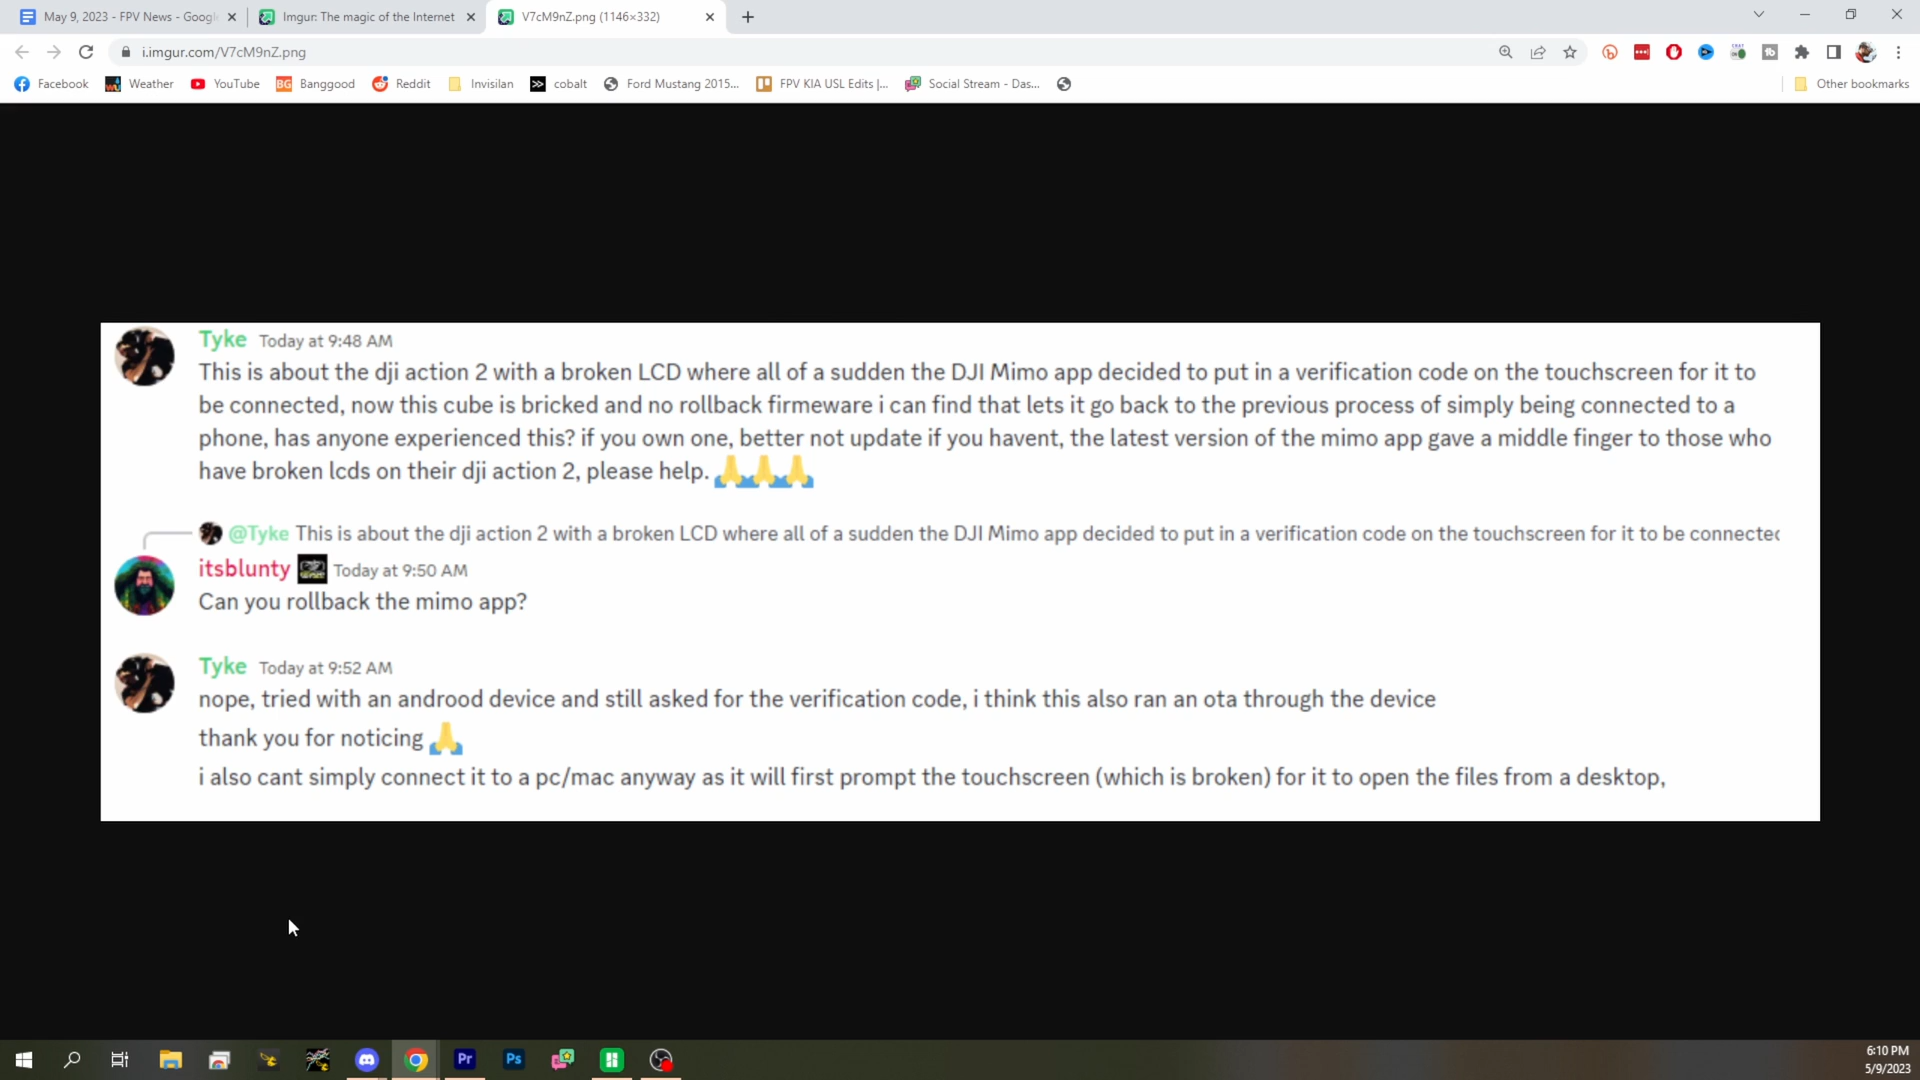 May 9, 2023 - FPV News - Googl
Imgur: The magic of the Internet
V7cM9nZ.png (1146×332)
i.imgur.com/V7cM9nZ.png
Facebook
Weather
YouTube
BG Banggood
Reddit
Invisilan
cobalt
Ford Mustang 2015...
FPV KIA USL Edits |...
Social Stream - Das...
Other bookmarks
Tyke Today at 9:48 AM
This is about the dji action 2 with a broken LCD where all of a sudden the DJI Mimo app decided to put in a verification code on the touchscreen for it to
be connected, now this cube is bricked and no rollback firmeware i can find that lets it go back to the previous process of simply being connected to a
phone, has anyone experienced this? if you own one, better not update if you havent, the latest version of the mimo app gave a middle finger to those who
have broken lcds on their dji action 2, please help. 🙏🙏🙏
@Tyke This is about the dji action 2 with a broken LCD where all of a sudden the DJI Mimo app decided to put in a verification code on the touchscreen for it to be connected
itsblunty Today at 9:50 AM
Can you rollback the mimo app?
Tyke Today at 9:52 AM
nope, tried with an androod device and still asked for the verification code, i think this also ran an ota through the device
thank you for noticing 🙏
i also cant simply connect it to a pc/mac anyway as it will first prompt the touchscreen (which is broken) for it to open the files from a desktop,
Pr
Ps
6:10 PM
5/9/2023